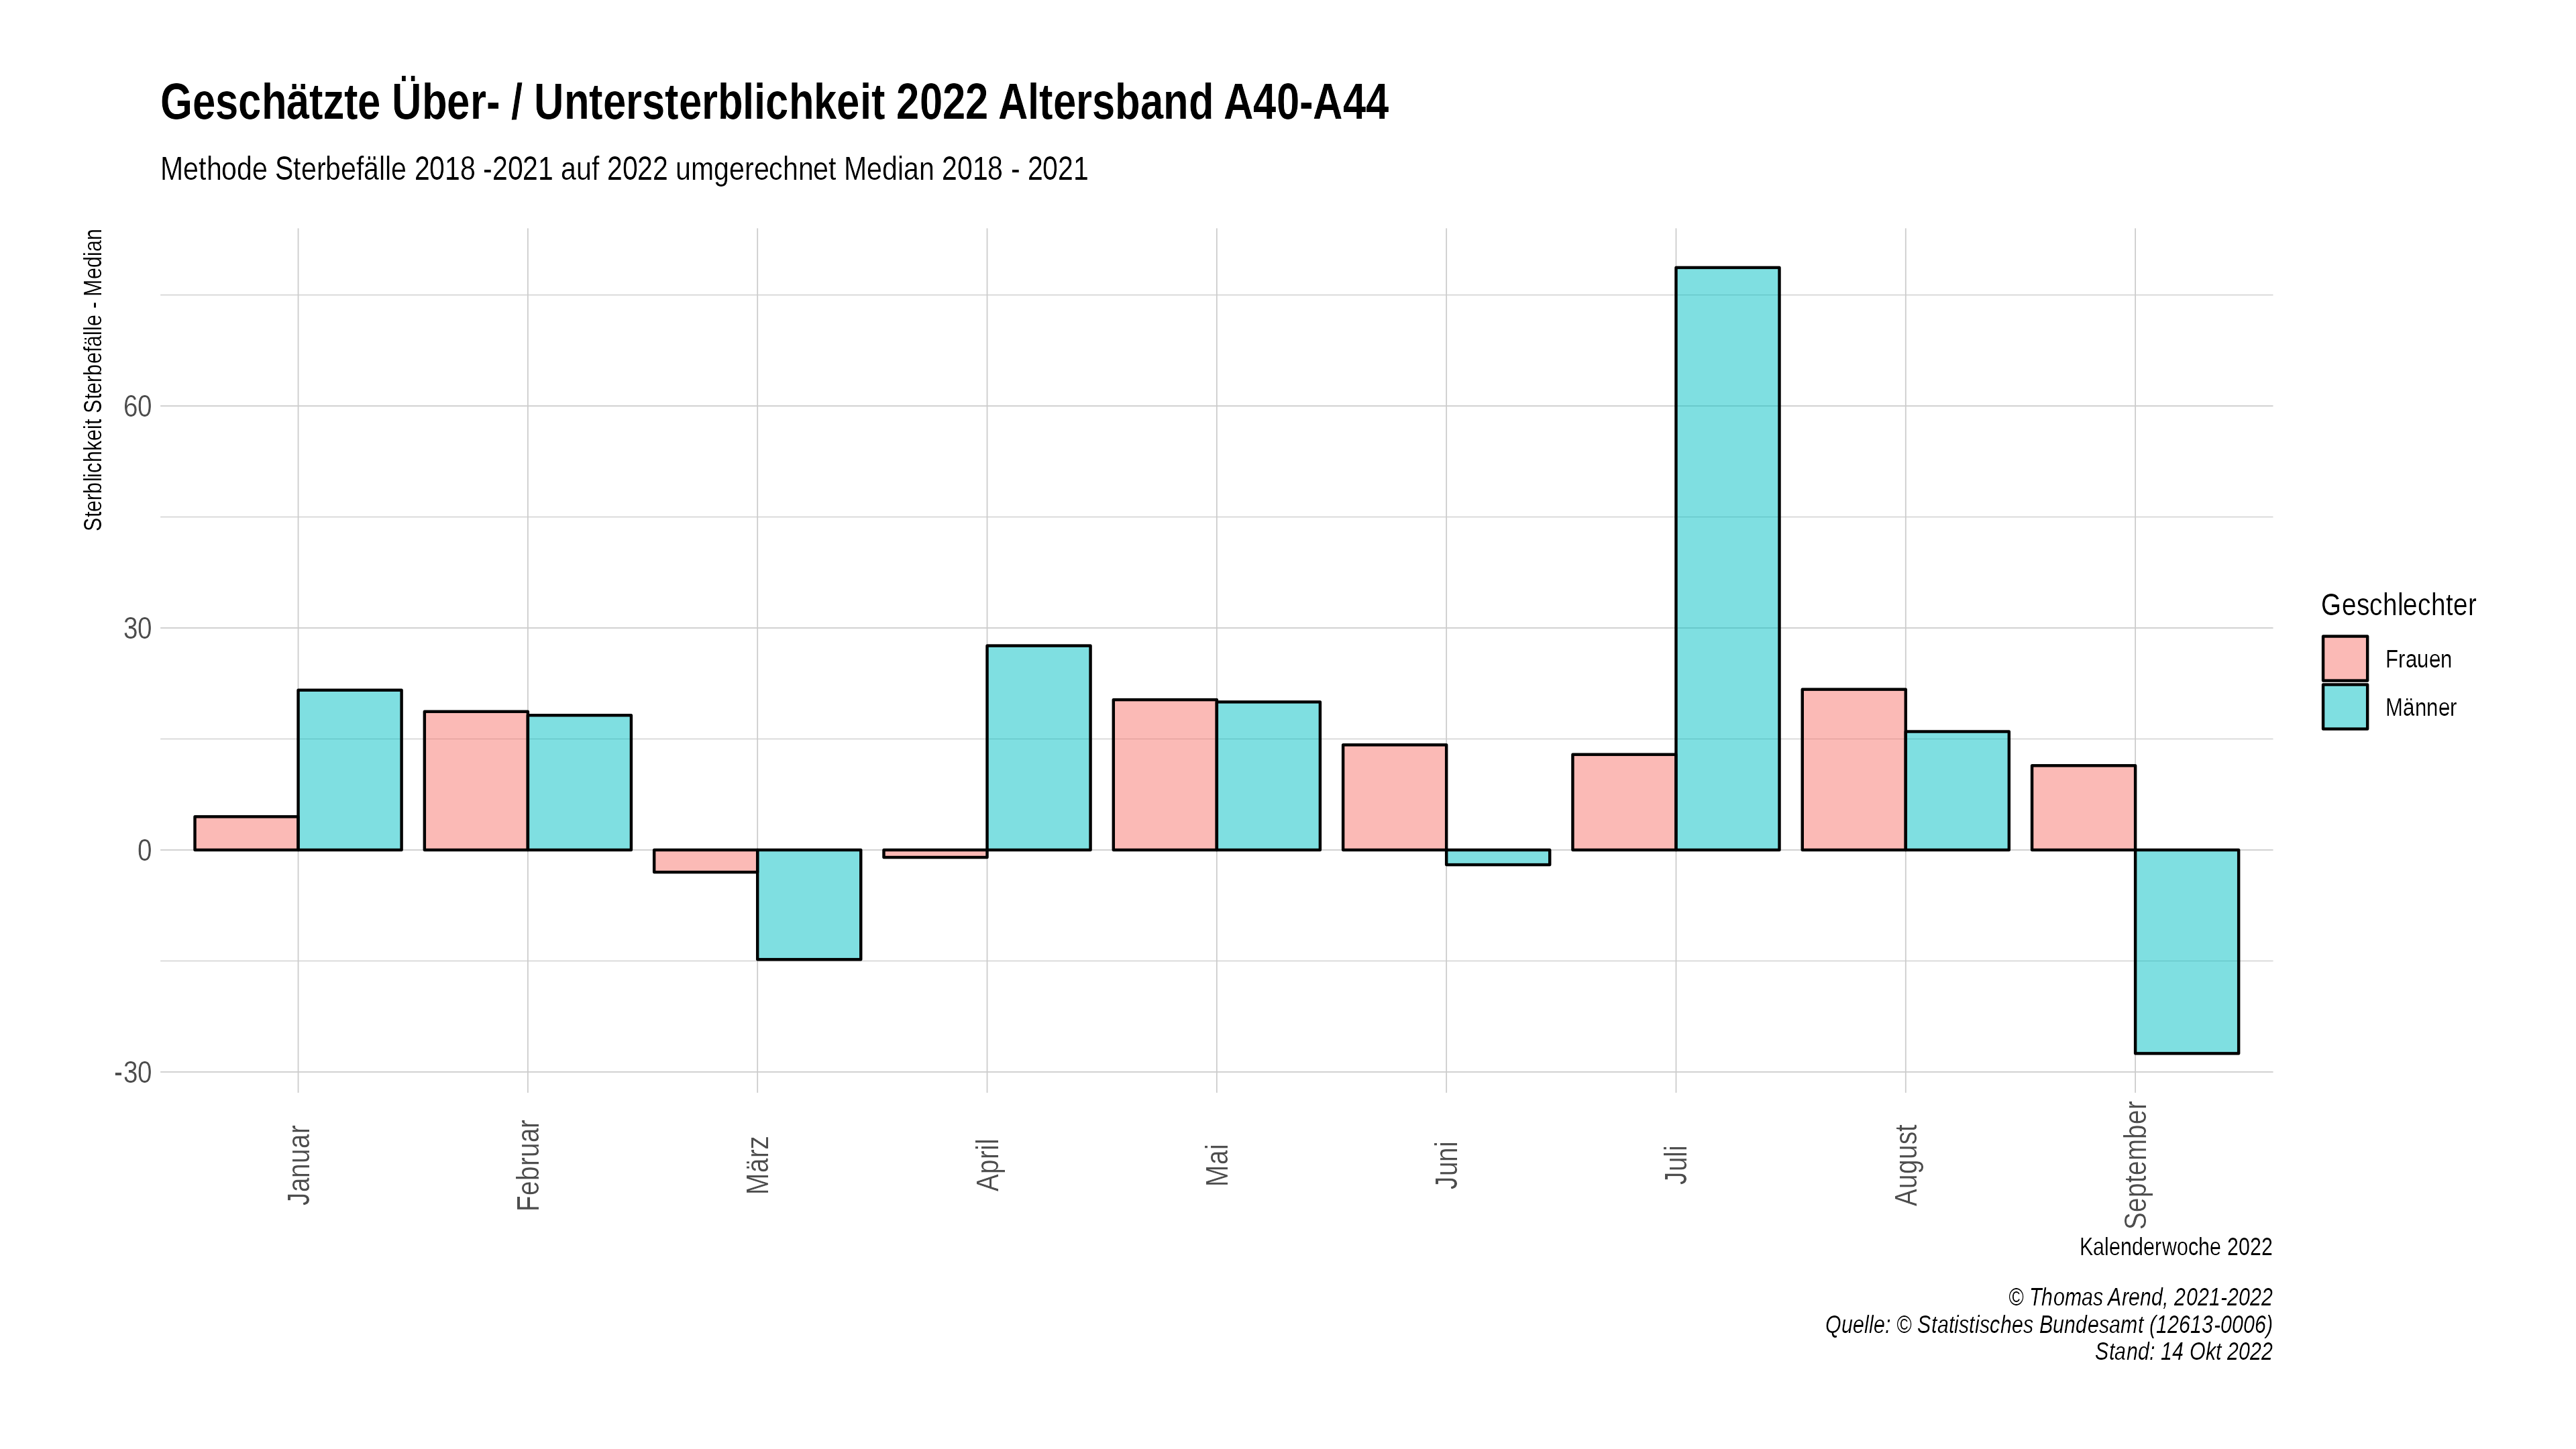 Geschätzte Über- / Untersterblichkeit 2022 Altersband A40-A44
Methode Sterbefälle 2018 -2021 auf 2022 umgerechnet Median 2018 - 2021
Sterblichkeit Sterbefälle - Median
60
30
0
-30
Geschlechter
Frauen
Männer
Januar
Februar
März
April
Mai
Juni
Juli
August
September
Kalenderwoche 2022
© Thomas Arend, 2021-2022
Quelle: © Statistisches Bundesamt (12613-0006)
Stand: 14 Okt 2022